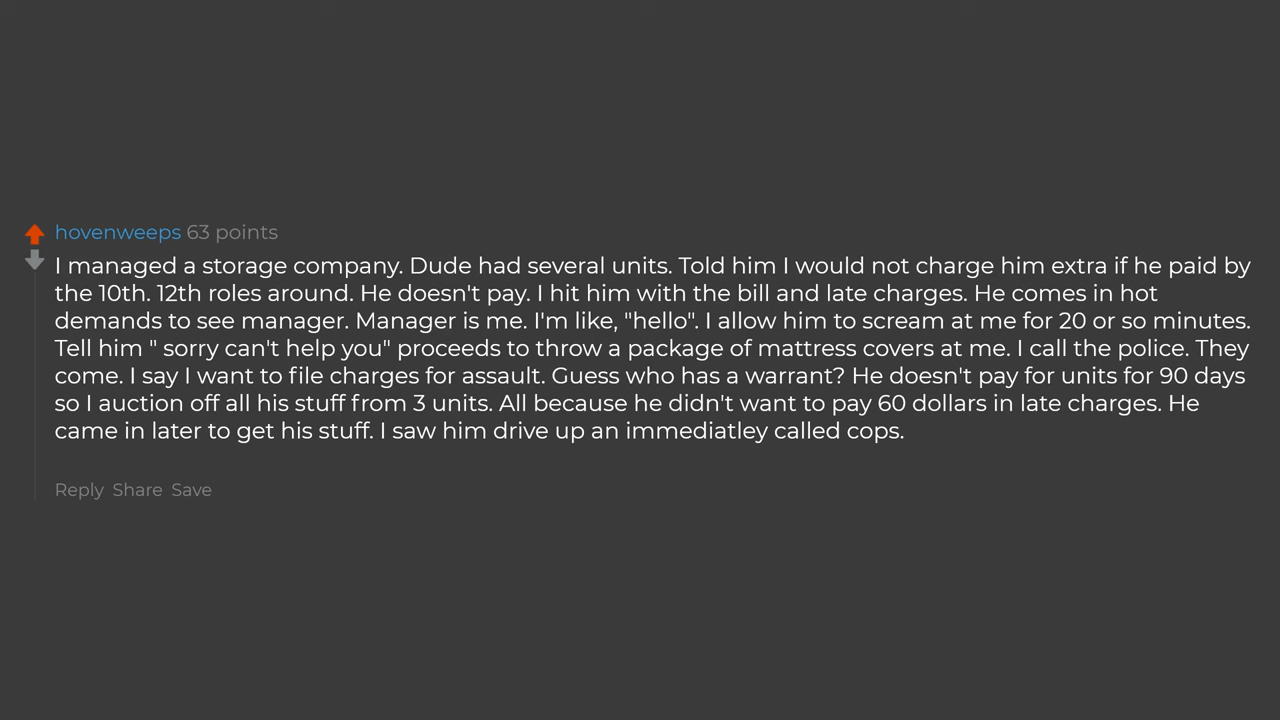 hovenweeps 63 points
I managed a storage company. Dude had several units. Told him I would not charge him extra if he paid by
the 10th. 12th roles around. He doesn't pay. I hit him with the bill and late charges. He comes in hot
demands to see manager. Manager is me. I'm like, "hello". I allow him to scream at me for 20 or so minutes.
Tell him " sorry can't help you" proceeds to throw a package of mattress covers at me. I call the police. They
come. I say I want to file charges for assault. Guess who has a warrant? He doesn't pay for units for 90 days
so I auction off all his stuff from 3 units. All because he didn't want to pay 60 dollars in late charges. He
came in later to get his stuff. I saw him drive up an immediatley called cops.
Reply Share Save